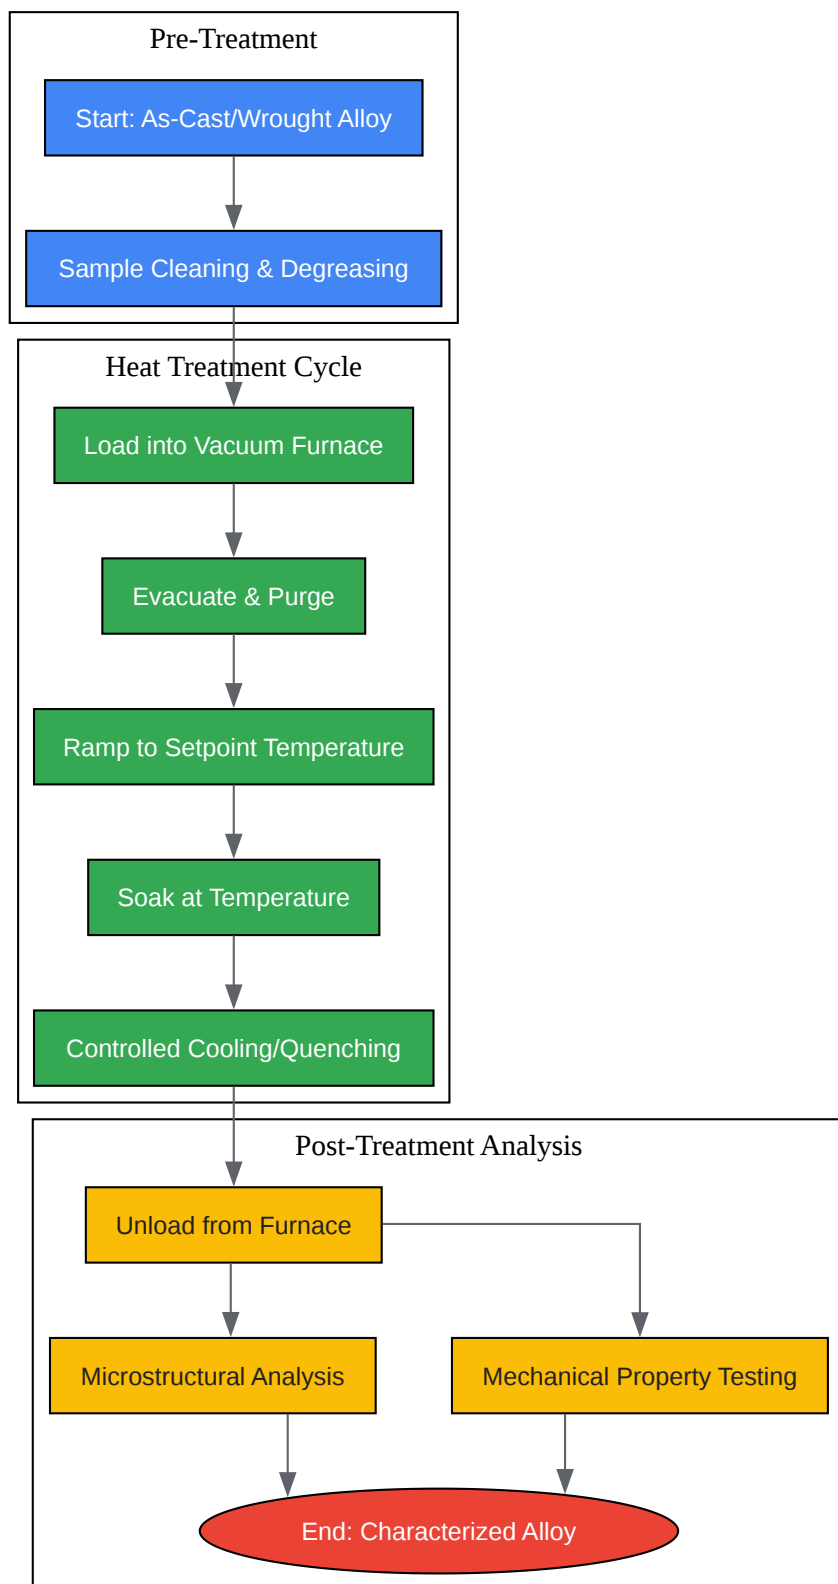 Pre-Treatment
Start: As-Cast/Wrought Alloy
Sample Cleaning & Degreasing
Heat Treatment Cycle
Load into Vacuum Furnace
Evacuate & Purge
Ramp to Setpoint Temperature
Soak at Temperature
Controlled Cooling/Quenching
Post-Treatment Analysis
Unload from Furnace
Microstructural Analysis
Mechanical Property Testing
End: Characterized Alloy